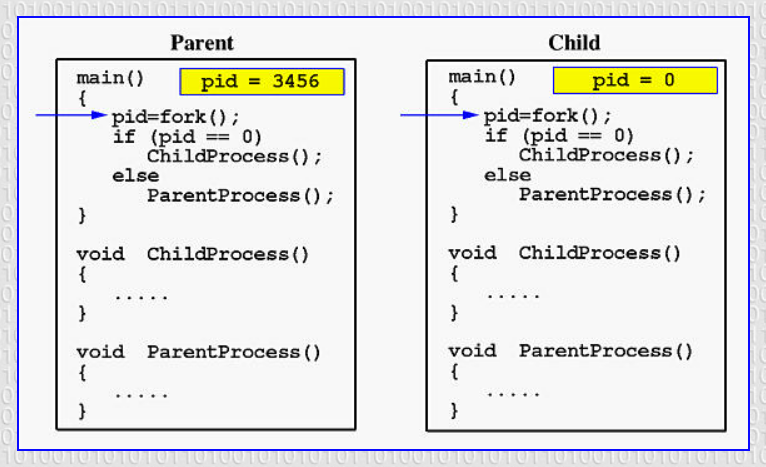 Parent
main()
pid = 3456
{
pid=fork();
if (pid == 0)
ChildProcess();
else
ParentProcess();
}
void ChildProcess()
{
.....
}
void ParentProcess()
{
.....
}
Child
main()
pid = 0
{
pid=fork();
if (pid == 0)
ChildProcess();
else
ParentProcess();
}
void ChildProcess()
{
.....
}
void ParentProcess()
{
.....
}